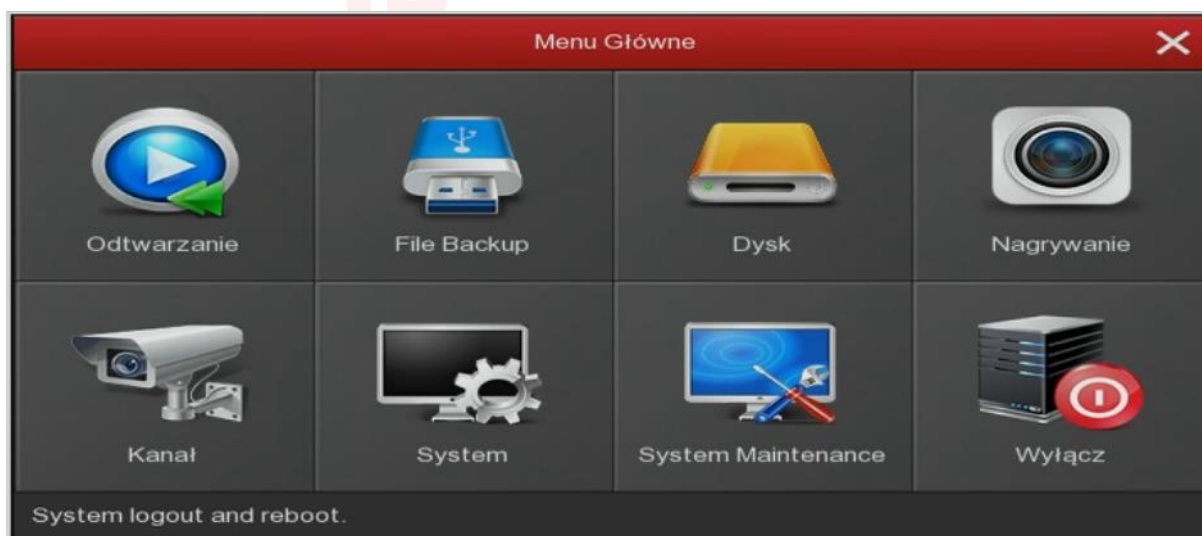 Menu Główne
Odtwarzanie
File Backup
Dysk
Nagrywanie
Kanał
System
System Maintenance
Wyłącz
System logout and reboot.